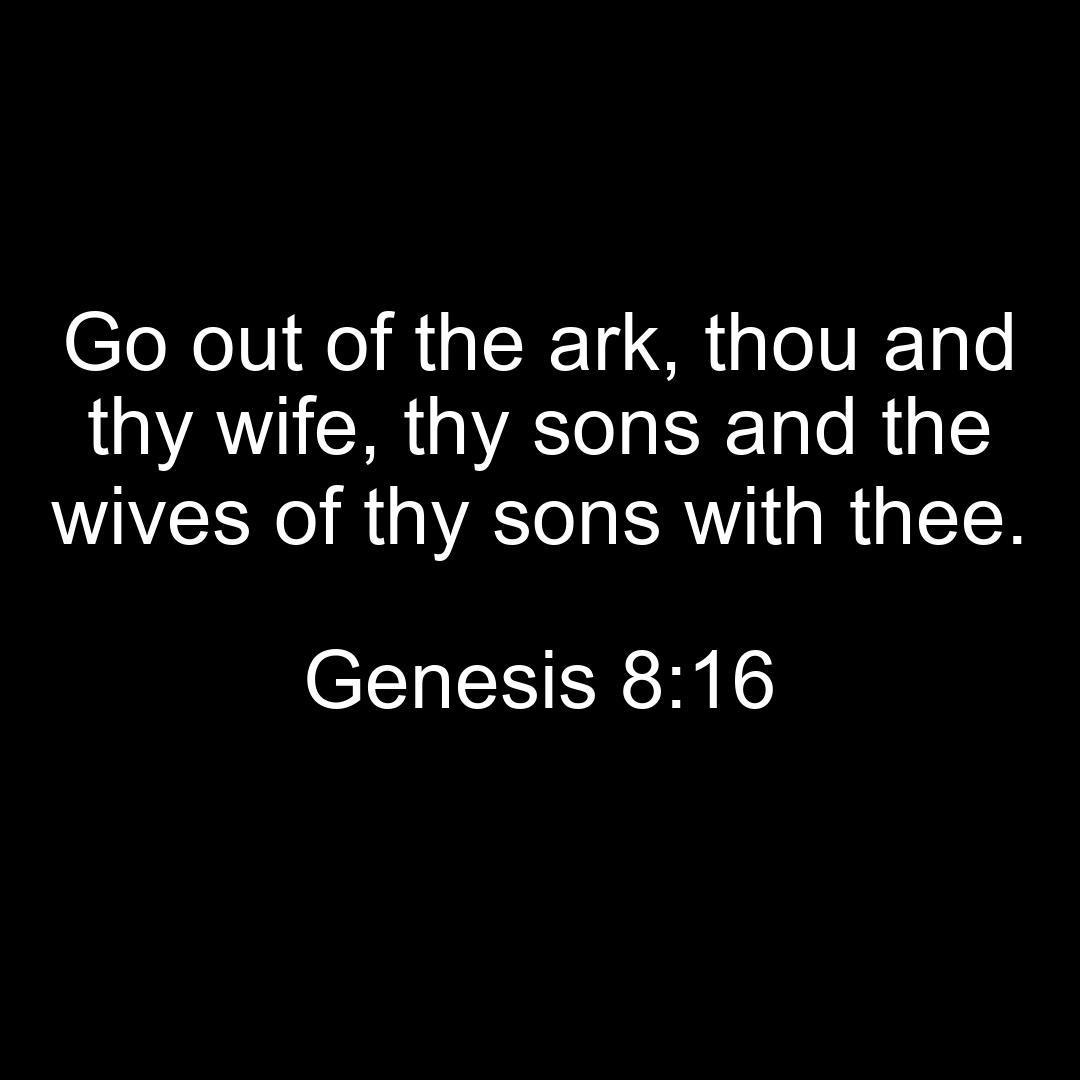 Go out of the ark, thou and
thy wife, thy sons and the
wives of thy sons with thee.
Genesis 8:16